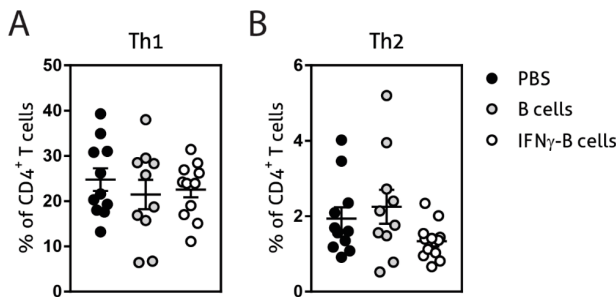 A
Th1
% of CD4⁺ T cells
50
40
30
20
10
0
B
Th2
% of CD4⁺ T cells
6
4
2
0
PBS
B cells
IFNγ-B cells